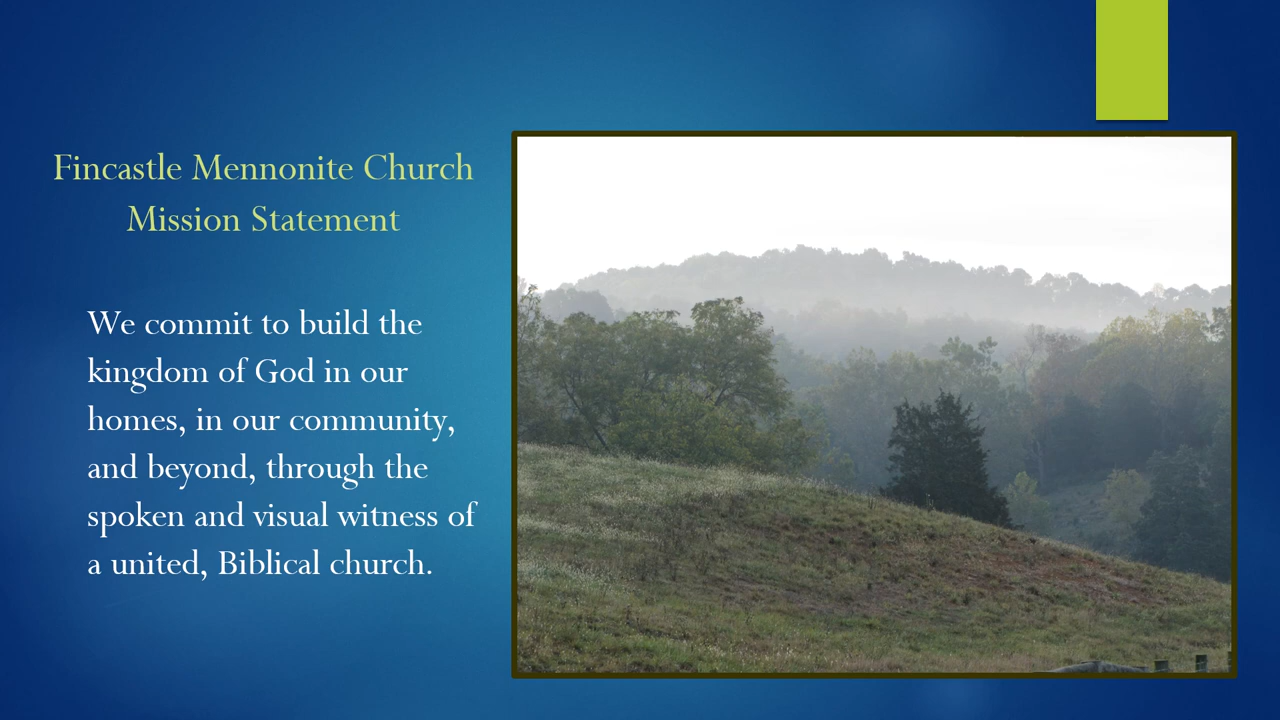 Fincastle Mennonite Church
Mission Statement
We commit to build the
kingdom of God in our
homes, in our community,
and beyond, through the
spoken and visual witness of
a united, Biblical church.